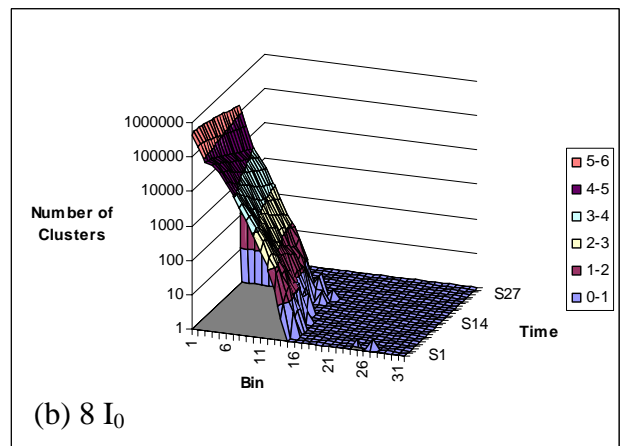 1000000
100000
10000
1000
100
10
1
Number of
Clusters
1
6
11
16
21
26
31
Bin
S1
S14
S27
Time
5-6
4-5
3-4
2-3
1-2
0-1
(b) 8 I₀